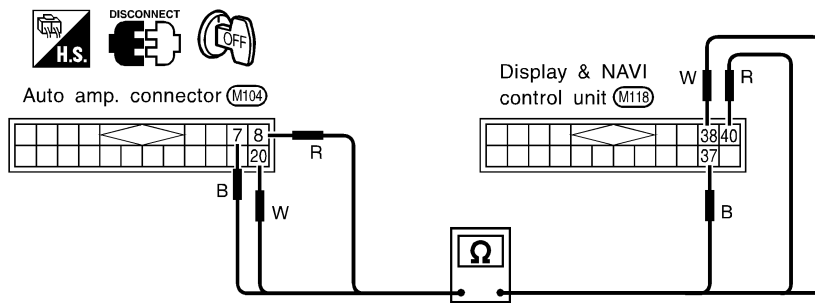 DISCONNECT
H.S.
OFF
Auto amp. connector M104
Display & NAVI
control unit M118
W R
7 8
20
R
B
W
38 40
37
B
Ω